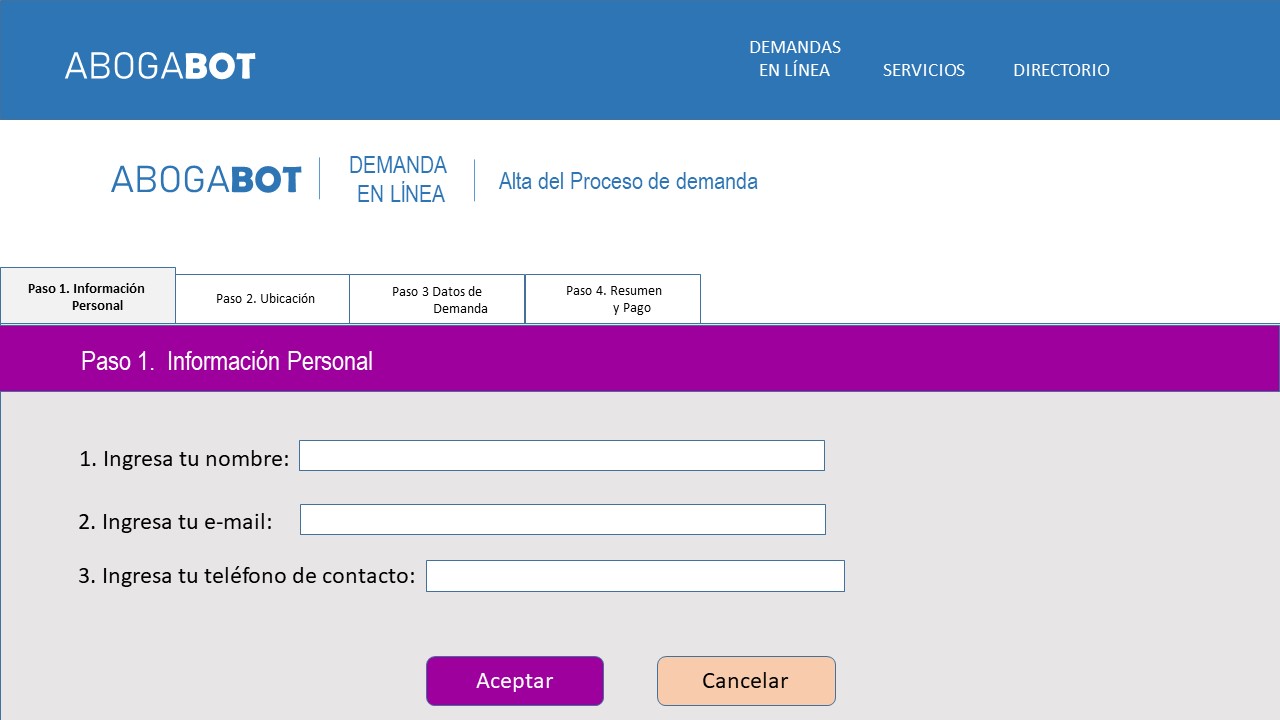 ABOGABOT
DEMANDAS
EN LÍNEA
SERVICIOS
DIRECTORIO
ABOGABOT
DEMANDA
EN LÍNEA
Alta del Proceso de demanda
Paso 1. Información
Personal
Paso 2. Ubicación
Paso 3 Datos de
Demanda
Paso 4. Resumen
y Pago
Paso 1. Información Personal
1. Ingresa tu nombre:
2. Ingresa tu e-mail:
3. Ingresa tu teléfono de contacto:
Aceptar
Cancelar